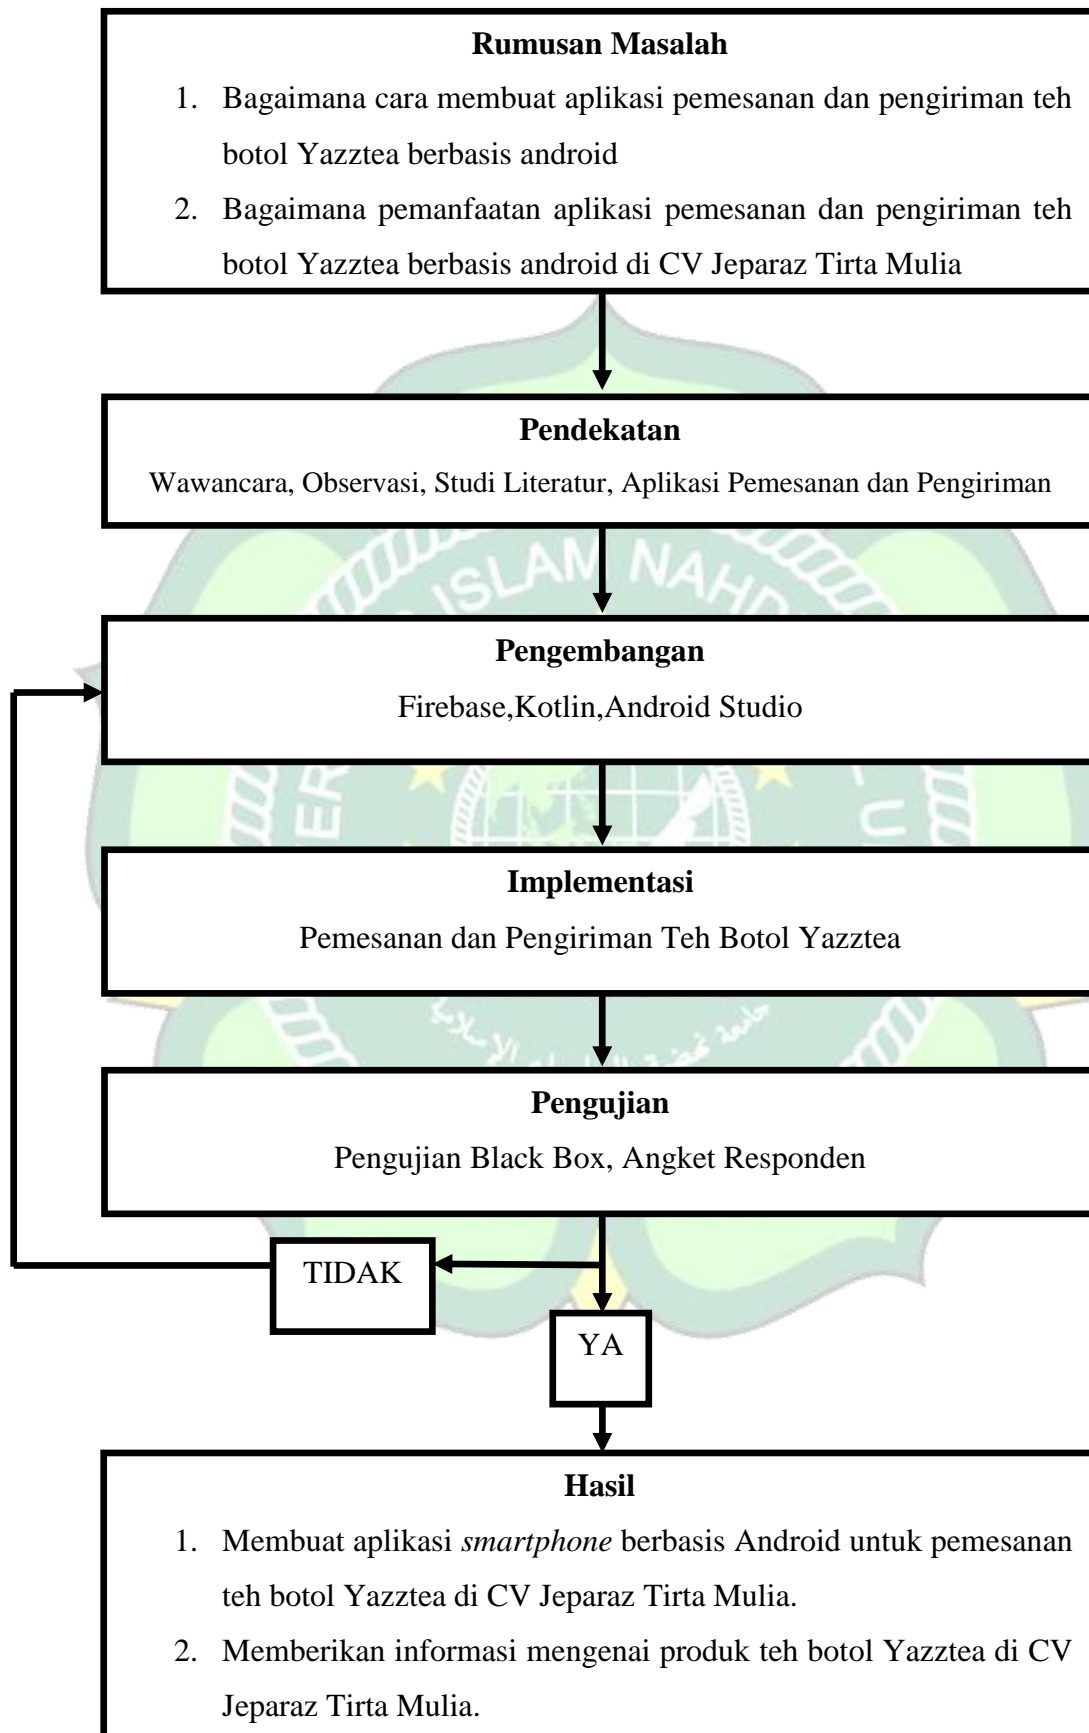 Rumusan Masalah
1. Bagaimana cara membuat aplikasi pemesanan dan pengiriman teh
botol Yazztea berbasis android
2. Bagaimana pemanfaatan aplikasi pemesanan dan pengiriman teh
botol Yazztea berbasis android di CV Jeparaz Tirta Mulia
Pendekatan
Wawancara, Observasi, Studi Literatur, Aplikasi Pemesanan dan Pengiriman
ISLAM
Pengembangan
Firebase,Kotlin,Android Studio
Implementasi
Pemesanan dan Pengiriman Teh Botol Yazztea
Pengujian
Pengujian Black Box, Angket Responden
TIDAK
YA
Hasil
1. Membuat aplikasi smartphone berbasis Android untuk pemesanan
teh botol Yazztea di CV Jeparaz Tirta Mulia.
2. Memberikan informasi mengenai produk teh botol Yazztea di CV
Jeparaz Tirta Mulia.